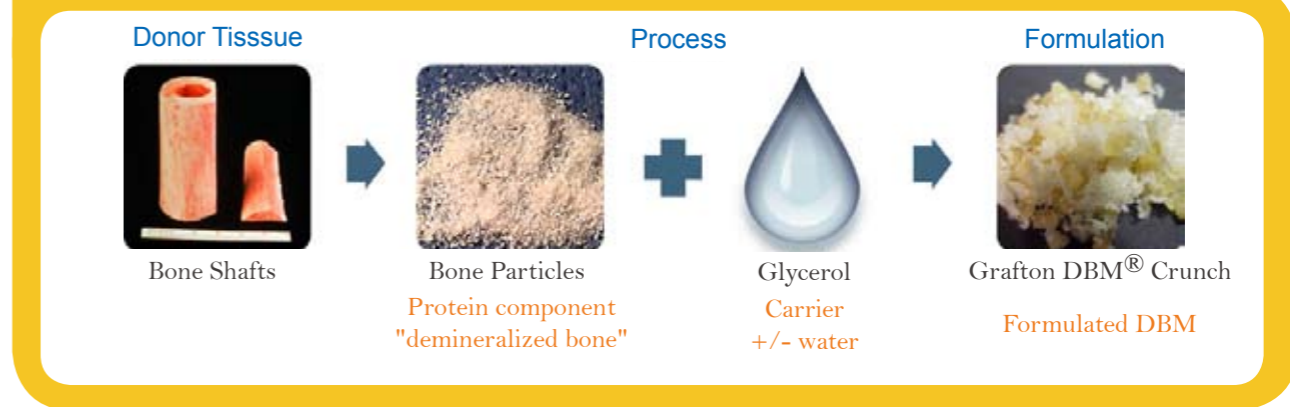 Donor Tisssue
Process
Formulation
Bone Shafts
Bone Particles
Glycerol
Grafton DBM® Crunch
Protein component
"demineralized bone"
Carrier
+/- water
Formulated DBM